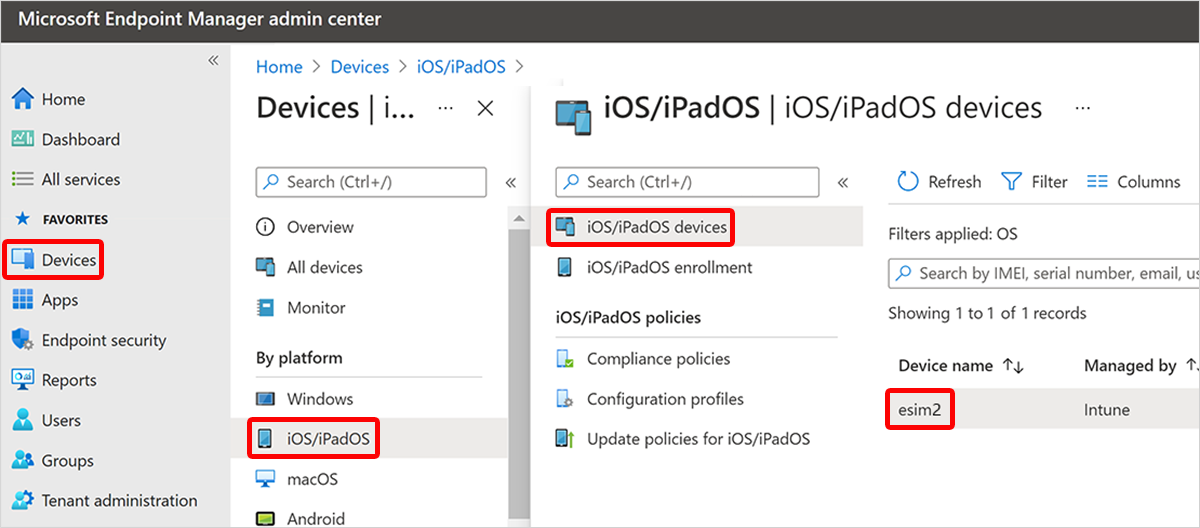 Microsoft Endpoint Manager admin center
«
Home
Dashboard
All services
FAVORITES
Devices
Apps
Endpoint security
Reports
Users
Groups
Tenant administration
Home > Devices > iOS/iPadOS >
Devices | i... ... ×
Search (Ctrl+/) «
Overview
All devices
Monitor
By platform
Windows
iOS/iPadOS
macOS
Android
iOS/iPadOS | iOS/iPadOS devices ...
Search (Ctrl+/) «
iOS/iPadOS devices
iOS/iPadOS enrollment
iOS/iPadOS policies
Compliance policies
Configuration profiles
Update policies for iOS/iPadOS
Refresh Filter Columns
Filters applied: OS
Search by IMEI, serial number, email, us
Showing 1 to 1 of 1 records
Device name ↑↓ Managed by ↑
esim2 Intune